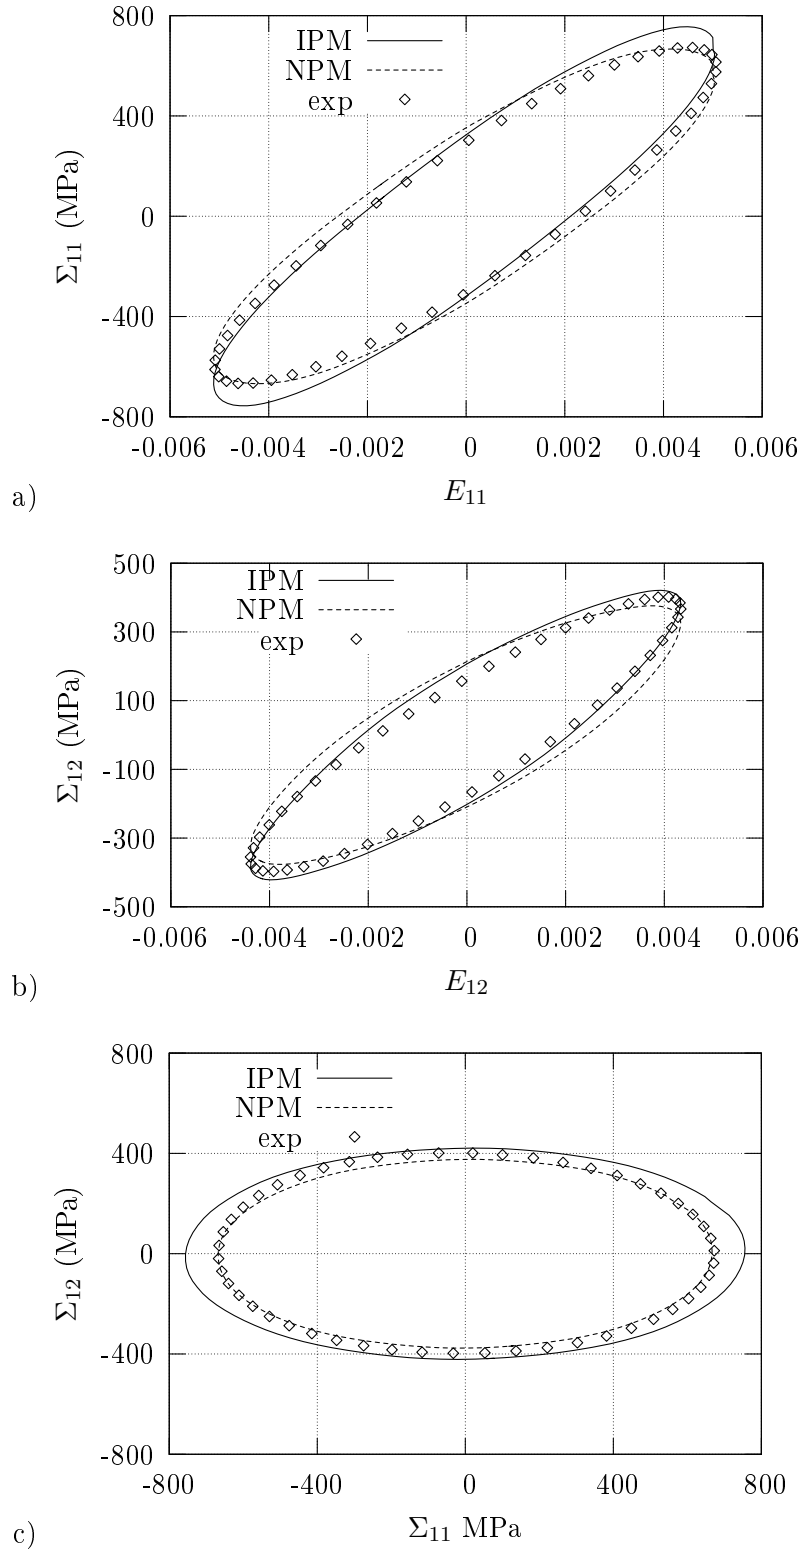 800
400
0
-400
-800
Σ11 (MPa)
IPM
NPM
exp
-0.006 -0.004 -0.002 0 0.002 0.004 0.006
E11
a)
500
300
100
-100
-300
-500
Σ12 (MPa)
IPM
NPM
exp
-0.006 -0.004 -0.002 0 0.002 0.004 0.006
E12
b)
800
400
0
-400
-800
Σ12 (MPa)
IPM
NPM
exp
-800 -400 0 400 800
Σ11 MPa
c)